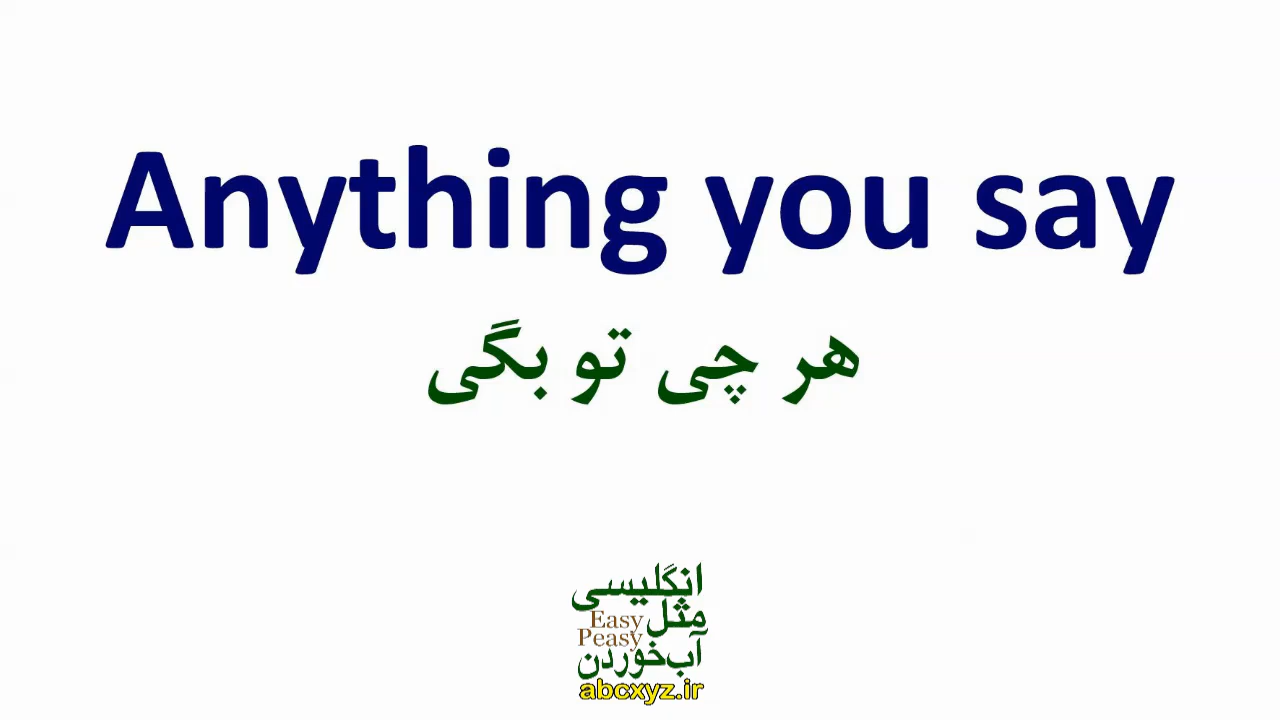 Anything you say
هر چی تو بگی
انگلیسی
مثل Easy
Peasy
آب‌خوردن
abcxyz.ir